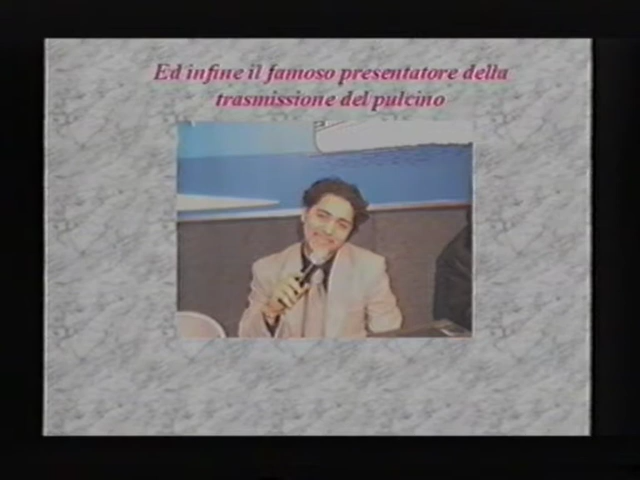 Ed infine il famoso presentatore della
trasmissione del pulcino